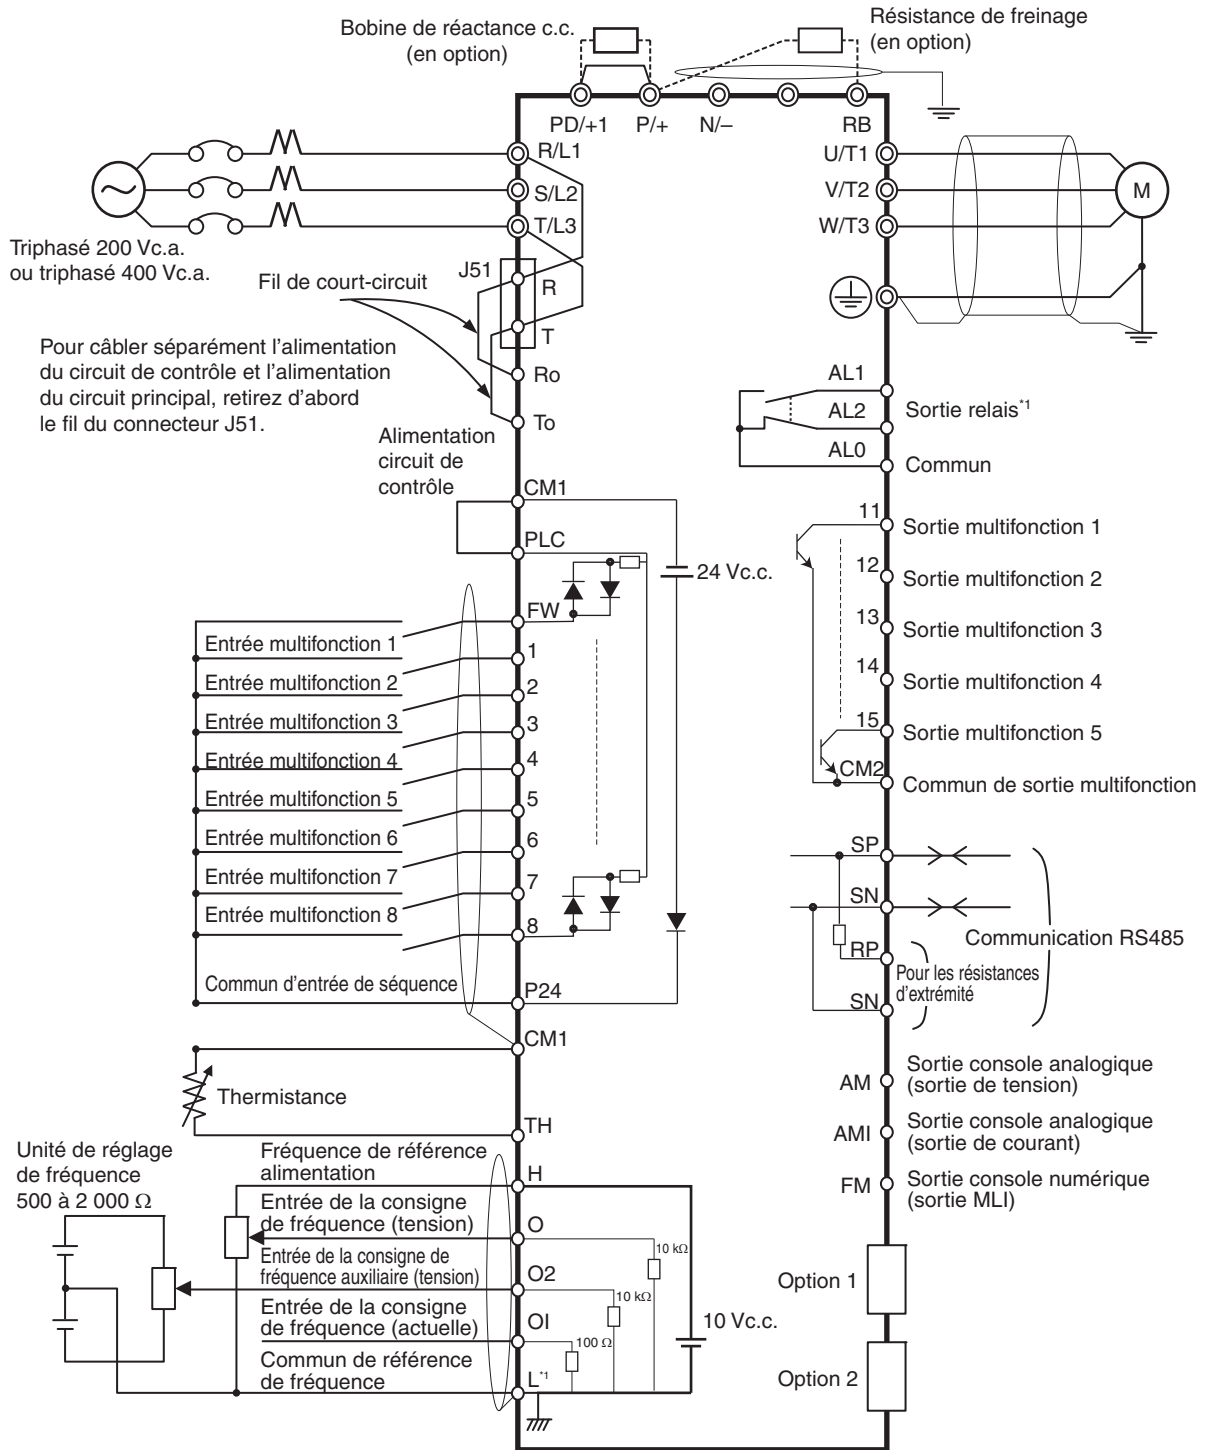 Bobine de réactance c.c.
(en option)
Résistance de freinage
(en option)
PD/+1
P/+
N/–
RB
R/L1
S/L2
T/L3
U/T1
V/T2
W/T3
M
Triphasé 200 Vc.a.
ou triphasé 400 Vc.a.
J51
R
T
Fil de court-circuit
Pour câbler séparément l'alimentation
du circuit de contrôle et l'alimentation
du circuit principal, retirez d'abord
le fil du connecteur J51.
Ro
To
Alimentation
circuit de
contrôle
AL1
AL2
AL0
Sortie relais*1
Commun
CM1
PLC
24 Vc.c.
FW
Entrée multifonction 1
1
Entrée multifonction 2
2
Entrée multifonction 3
3
Entrée multifonction 4
4
Entrée multifonction 5
5
Entrée multifonction 6
6
Entrée multifonction 7
7
Entrée multifonction 8
8
Commun d'entrée de séquence
P24
CM1
11
Sortie multifonction 1
12
Sortie multifonction 2
13
Sortie multifonction 3
14
Sortie multifonction 4
15
Sortie multifonction 5
CM2
Commun de sortie multifonction
SP
SN
RP
SN
Communication RS485
Pour les résistances
d'extrémité
Thermistance
TH
AM
Sortie console analogique
(sortie de tension)
AMI
Sortie console analogique
(sortie de courant)
FM
Sortie console numérique
(sortie MLI)
Unité de réglage
de fréquence
500 à 2 000 Ω
Fréquence de référence
alimentation
H
Entrée de la consigne
de fréquence (tension)
O
Entrée de la consigne de
fréquence auxiliaire (tension)
O2
Entrée de la consigne
de fréquence (actuelle)
OI
Commun de référence
de fréquence
L*1
10 kΩ
10 kΩ
100 Ω
10 Vc.c.
Option 1
Option 2